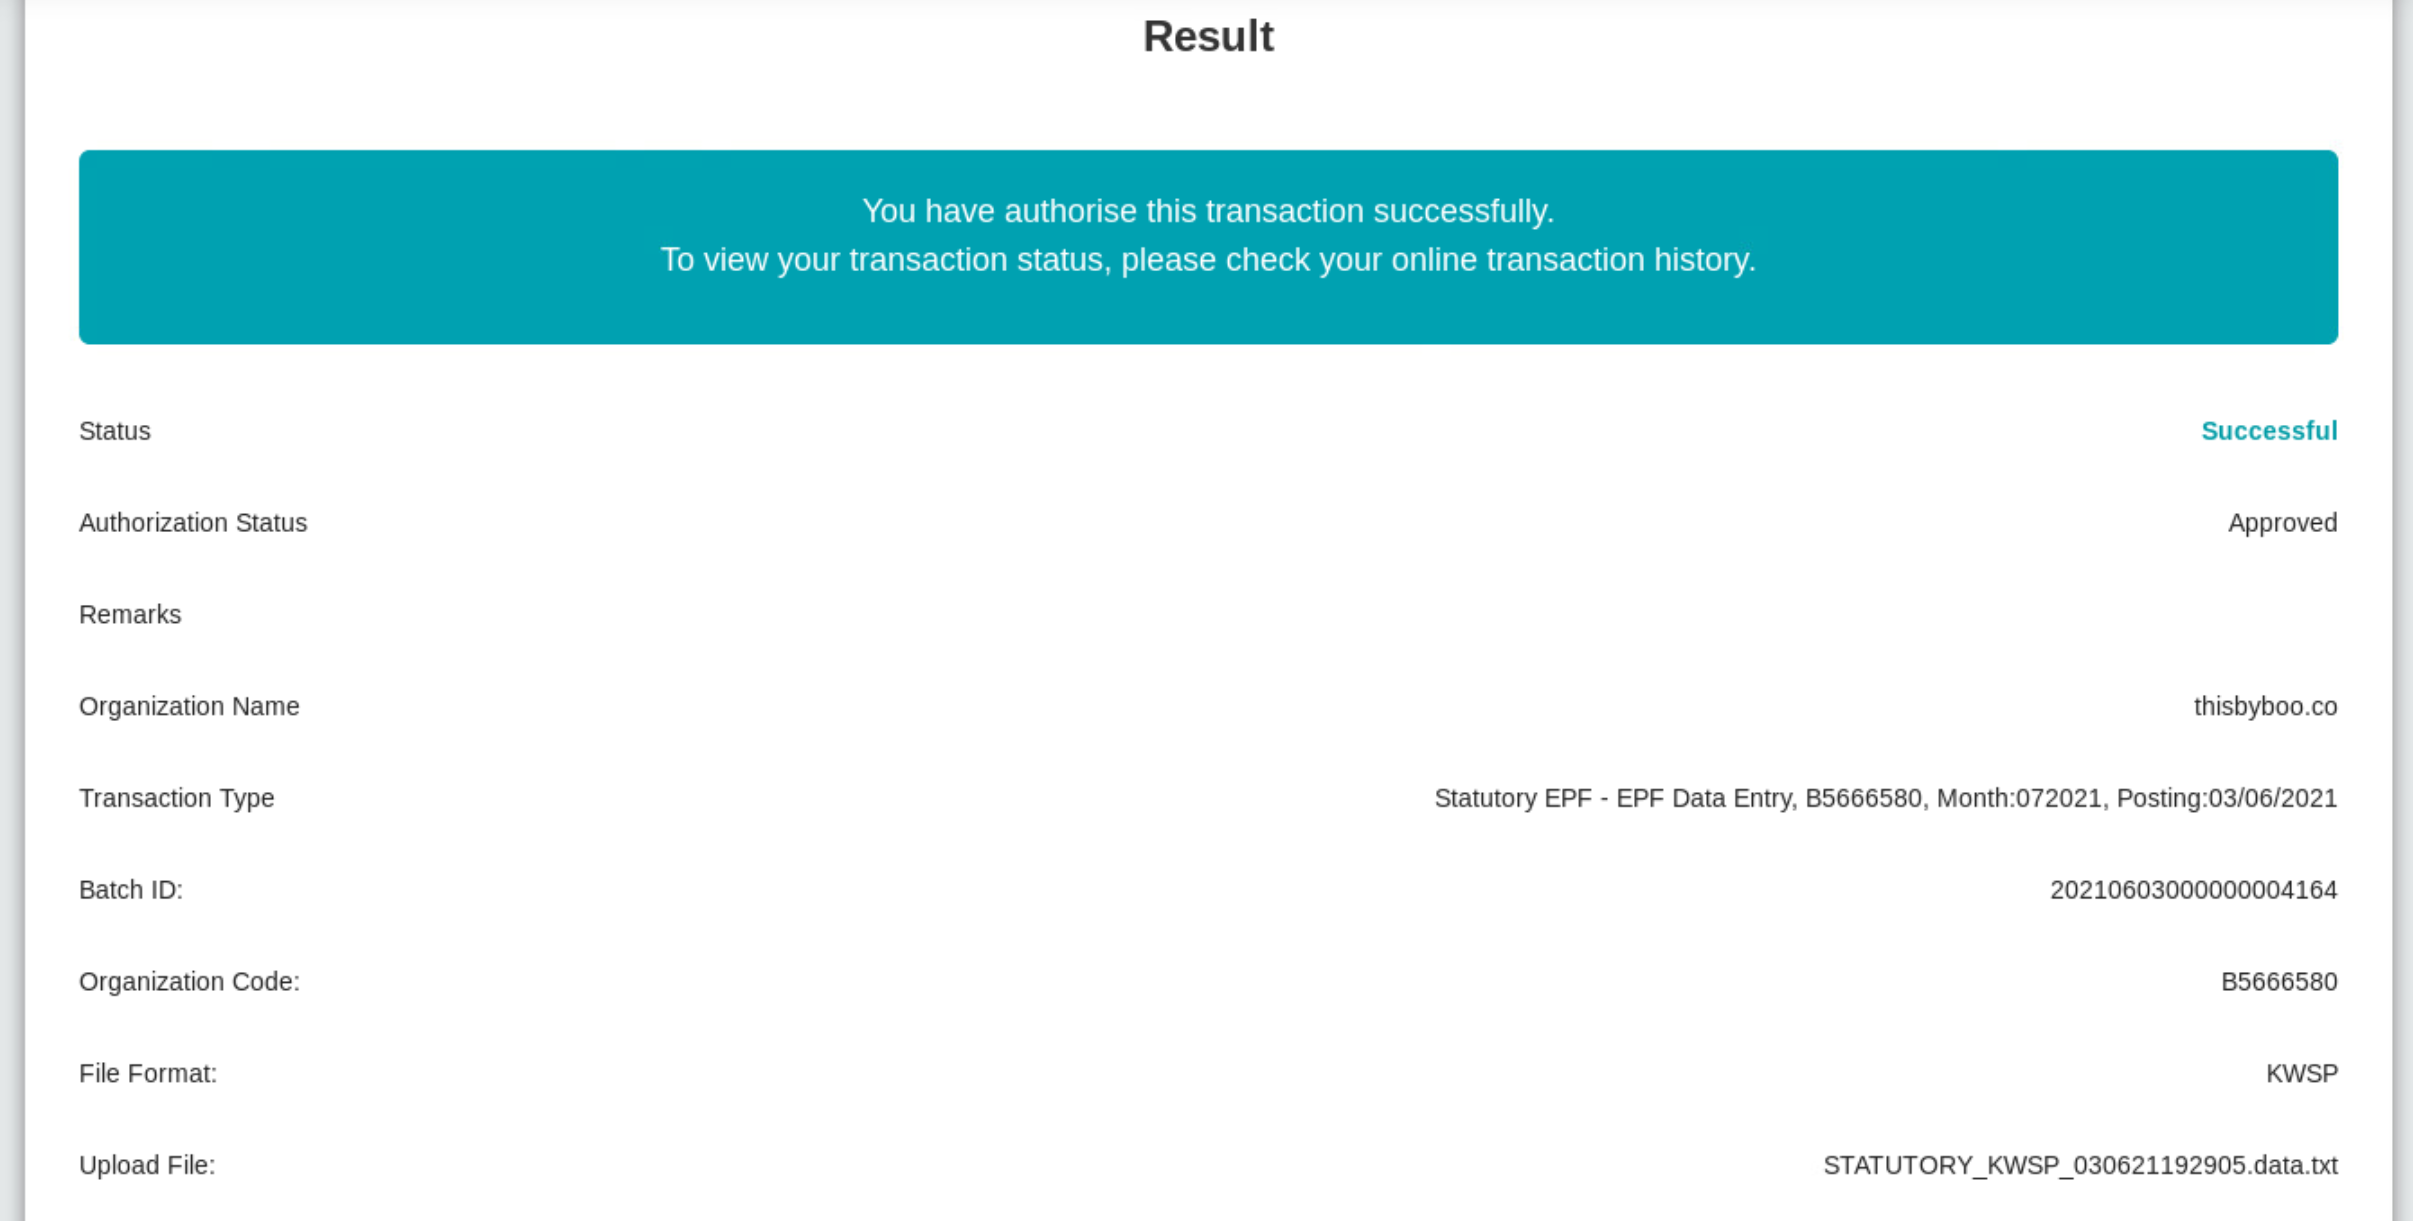 Result
You have authorise this transaction successfully.
To view your transaction status, please check your online transaction history.
Status Successful
Authorization Status Approved
Remarks
Organization Name thisbyboo.co
Transaction Type Statutory EPF - EPF Data Entry, B5666580, Month:072021, Posting:03/06/2021
Batch ID: 20210603000000004164
Organization Code: B5666580
File Format: KWSP
Upload File: STATUTORY_KWSP_030621192905.data.txt